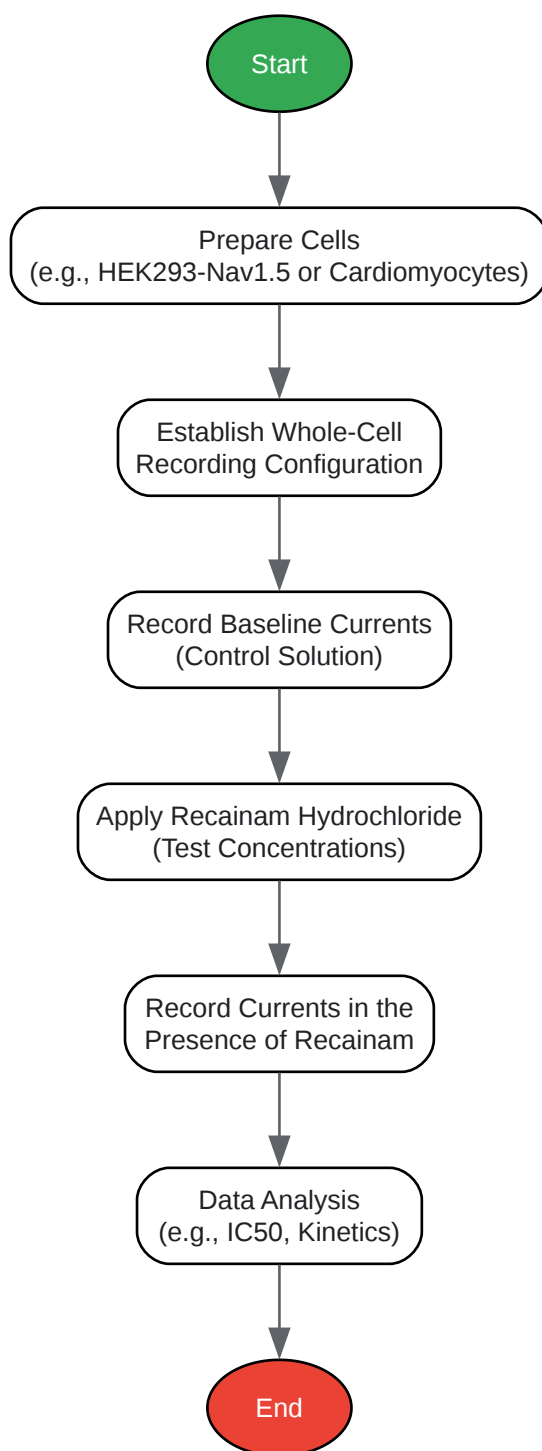 Start
Prepare Cells
(e.g., HEK293-Nav1.5 or Cardiomyocytes)
Establish Whole-Cell
Recording Configuration
Record Baseline Currents
(Control Solution)
Apply Recainam Hydrochloride
(Test Concentrations)
Record Currents in the
Presence of Recainam
Data Analysis
(e.g., IC50, Kinetics)
End